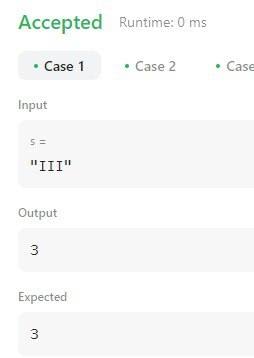 Accepted Runtime: 0 ms
Case 1 Case 2 Case
Input
s =
"III"
Output
3
Expected
3